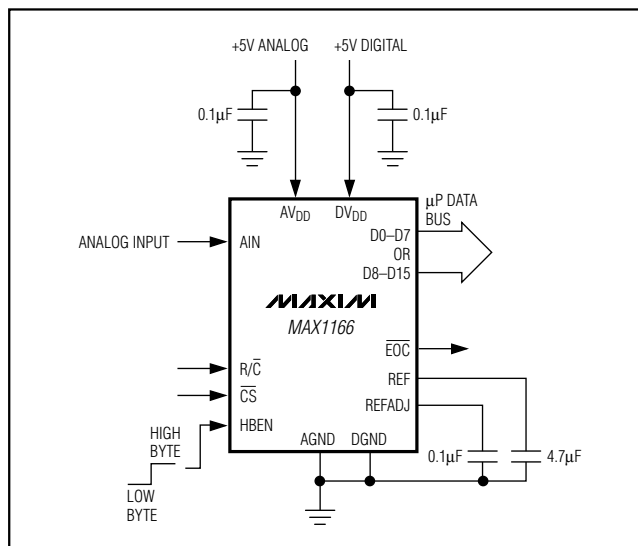 +5V ANALOG
+5V DIGITAL
0.1μF
0.1μF
AVDD
DVDD
μP DATA
BUS
ANALOG INPUT
AIN
D0–D7
OR
D8–D15
MAXIM
MAX1166
EOC
R/C
REF
CS
REFADJ
HBEN
HIGH
BYTE
AGND
DGND
0.1μF
4.7μF
LOW
BYTE